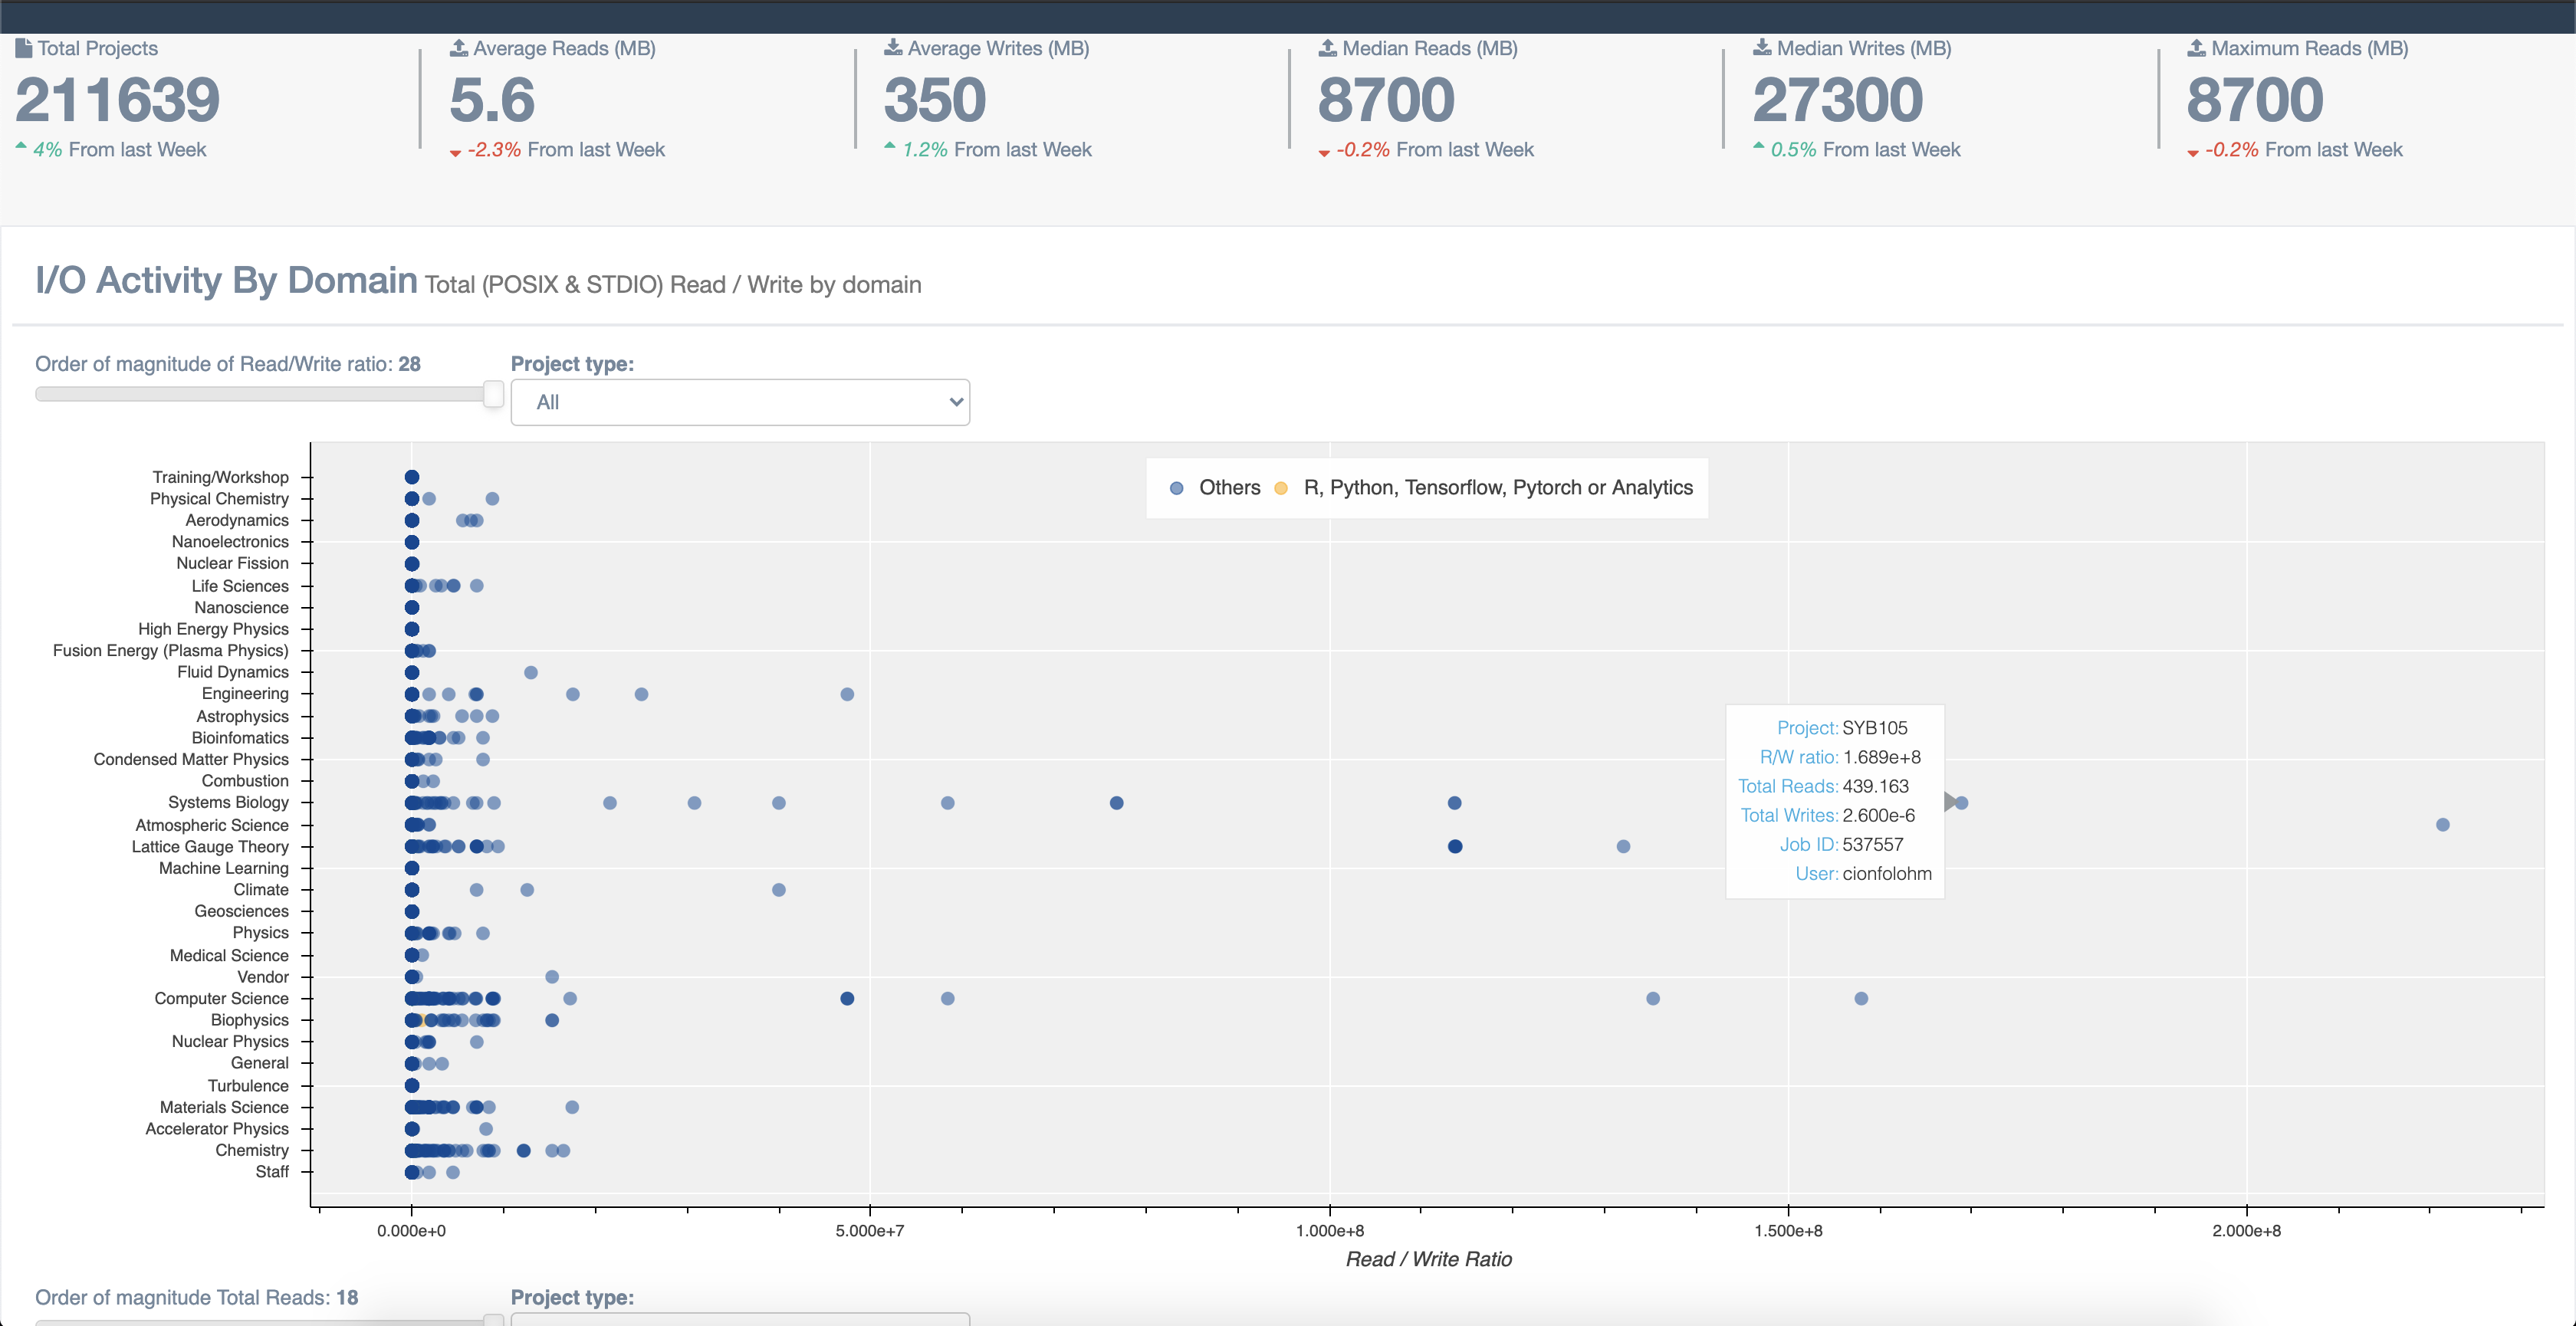 Total Projects
211639
4% From last Week
Average Reads (MB)
5.6
-2.3% From last Week
Average Writes (MB)
350
1.2% From last Week
Median Reads (MB)
8700
-0.2% From last Week
Median Writes (MB)
27300
0.5% From last Week
Maximum Reads (MB)
8700
-0.2% From last Week
I/O Activity By Domain Total (POSIX & STDIO) Read / Write by domain
Order of magnitude of Read/Write ratio: 28
Project type:
All
Others
R, Python, Tensorflow, Pytorch or Analytics
Training/Workshop
Physical Chemistry
Aerodynamics
Nanoelectronics
Nuclear Fission
Life Sciences
Nanoscience
High Energy Physics
Fusion Energy (Plasma Physics)
Fluid Dynamics
Engineering
Astrophysics
Bioinfomatics
Condensed Matter Physics
Combustion
Systems Biology
Atmospheric Science
Lattice Gauge Theory
Machine Learning
Climate
Geosciences
Physics
Medical Science
Vendor
Computer Science
Biophysics
Nuclear Physics
General
Turbulence
Materials Science
Accelerator Physics
Chemistry
Staff
Project: SYB105
R/W ratio: 1.689e+8
Total Reads: 439.163
Total Writes: 2.600e-6
Job ID: 537557
User: cionfolohm
0.000e+0
5.000e+7
1.000e+8
1.500e+8
2.000e+8
Read / Write Ratio
Order of magnitude Total Reads: 18
Project type: